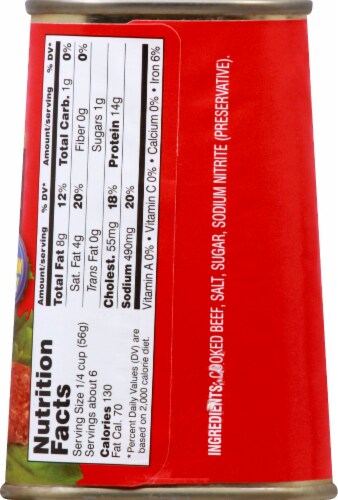 Nutrition
Facts
Serving Size 1/4 cup (56g)
Servings about 6
Calories 130
Fat Cal. 70
*Percent Daily Values (DV) are
based on 2,000 calorie diet.
Amount/serving % DV*
Total Fat 8g 12%
Sat. Fat 4g 20%
Trans Fat 0g
Cholest. 55mg 18%
Sodium 490mg 20%
Amount/serving % DV*
Total Carb. 1g 0%
Fiber 0g 0%
Sugars 1g
Protein 14g
Vitamin A 0% • Vitamin C 0% • Calcium 0% • Iron 6%
INGREDIENTS: COOKED BEEF, SALT, SUGAR, SODIUM NITRITE (PRESERVATIVE).